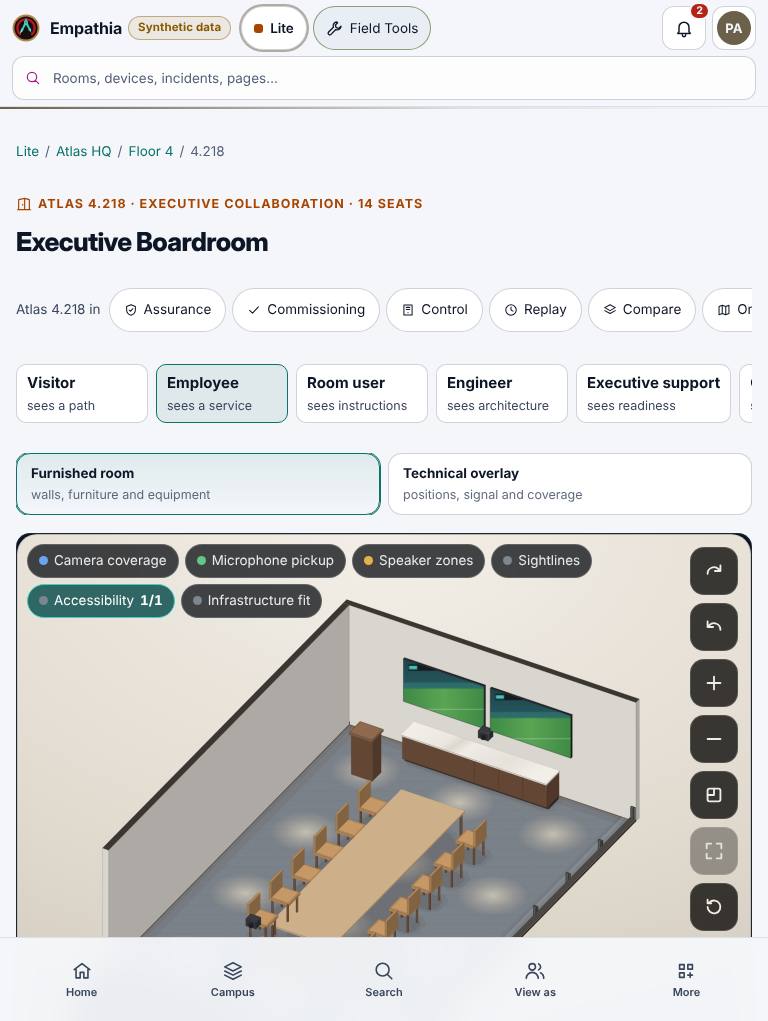 Empathia Synthetic data Lite Field Tools 2 PA
Rooms, devices, incidents, pages...
Lite / Atlas HQ / Floor 4 / 4.218
ATLAS 4.218 · EXECUTIVE COLLABORATION · 14 SEATS
Executive Boardroom
Atlas 4.218 in Assurance Commissioning Control Replay Compare
Visitor Employee Room user Engineer Executive support
sees a path sees a service sees instructions sees architecture sees readiness
Furnished room Technical overlay
walls, furniture and equipment positions, signal and coverage
Camera coverage Microphone pickup Speaker zones Sightlines
Accessibility 1/1 Infrastructure fit
Home Campus Search View as More